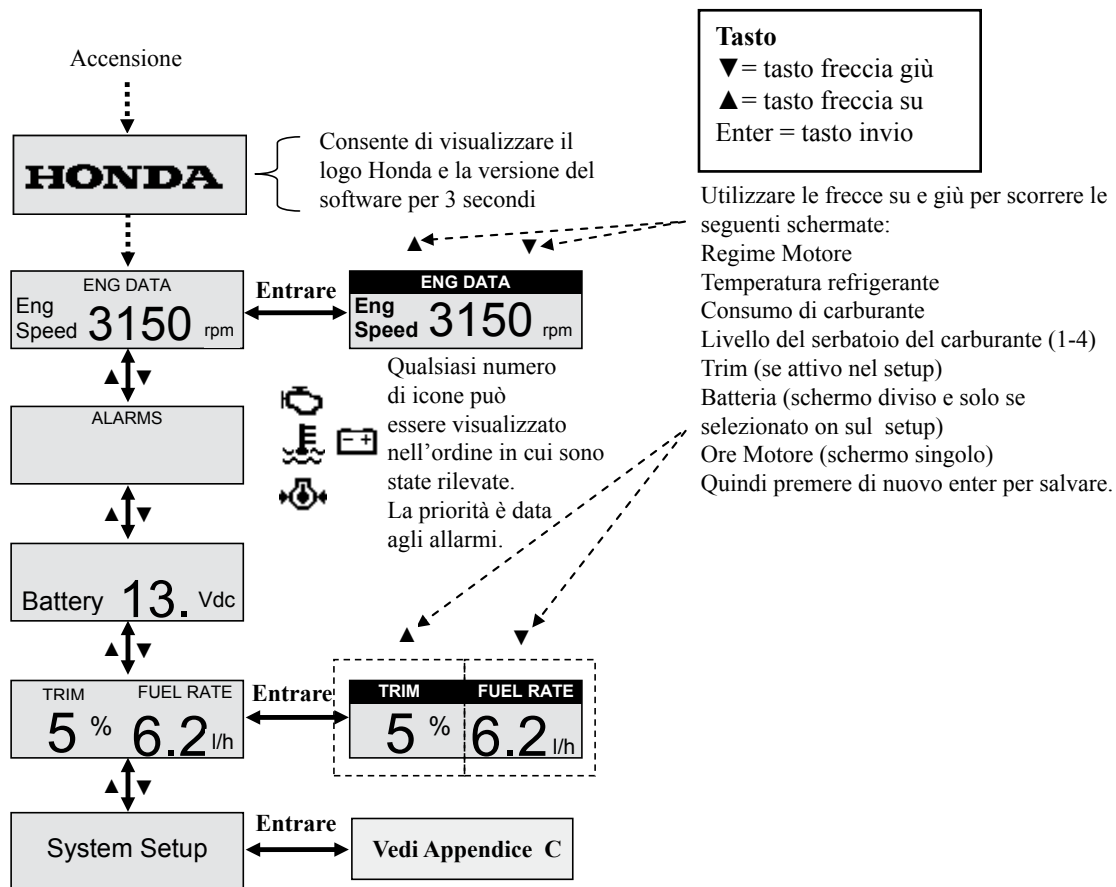 Accensione
HONDA
Consente di visualizzare il
logo Honda e la versione del
software per 3 secondi
Tasto
▼= tasto freccia giù
▲= tasto freccia su
Enter = tasto invio
Utilizzare le frecce su e giù per scorrere le
seguenti schermate:
Regime Motore
Temperatura refrigerante
Consumo di carburante
Livello del serbatoio del carburante (1-4)
Trim (se attivo nel setup)
Batteria (schermo diviso e solo se
selezionato on sul setup)
Ore Motore (schermo singolo)
Quindi premere di nuovo enter per salvare.
▲ ▼
ENG DATA
Eng
Speed 3150 rpm
Entrare
ENG DATA
Eng
Speed 3150 rpm
▲ ▼
ALARMS
Qualsiasi numero
di icone può
essere visualizzato
nell'ordine in cui sono
state rilevate.
La priorità è data
agli allarmi.
▲ ▼
Battery 13. Vdc
▲ ▼
▲ ▼
TRIM FUEL RATE
5 % 6.2 l/h
Entrare
TRIM FUEL RATE
5 % 6.2 l/h
▲ ▼
System Setup
Entrare
Vedi Appendice C